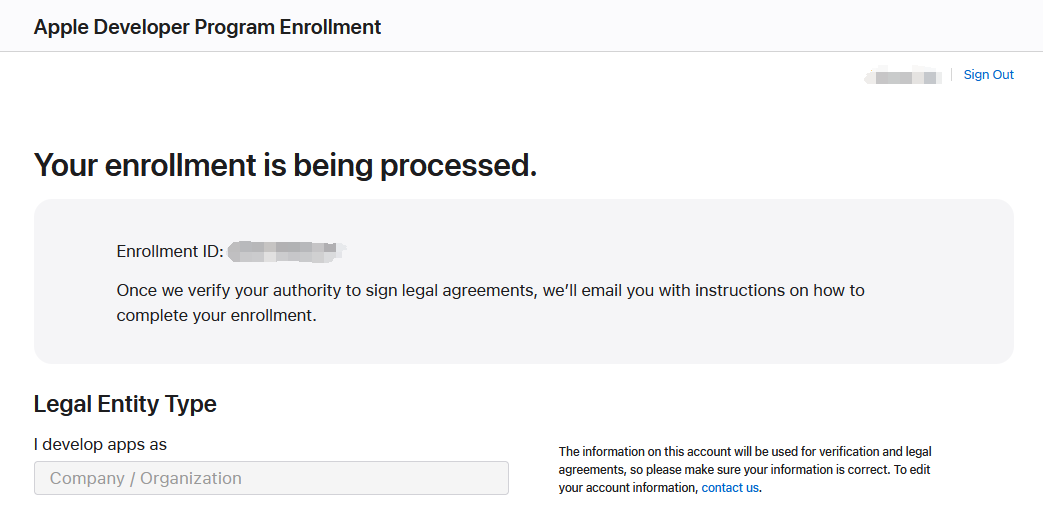 Apple Developer Program Enrollment
Sign Out
Your enrollment is being processed.
Enrollment ID:
Once we verify your authority to sign legal agreements, we’ll email you with instructions on how to
complete your enrollment.
Legal Entity Type
I develop apps as
Company / Organization
The information on this account will be used for verification and legal
agreements, so please make sure your information is correct. To edit
your account information, contact us.